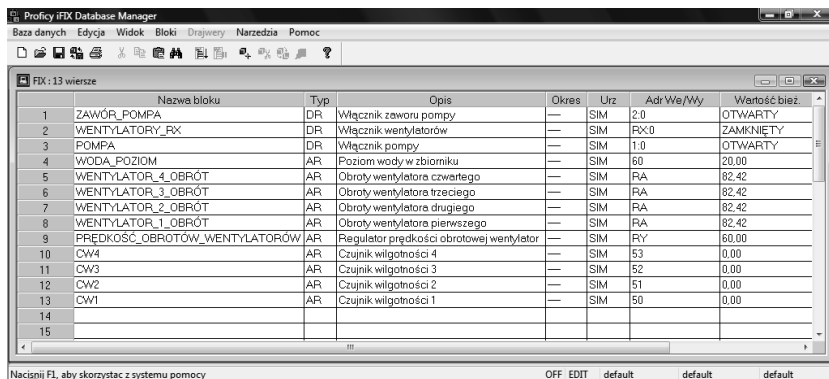 Proficy iFIX Database Manager
Baza danych Edycja Widok Bloki Drajwery Narzedzia Pomoc
FIX : 13 wiersze
Nazwa bloku Typ Opis Okres Urz Adr We/Wy Wartość bież.
1 ZAWÓR_POMPA DR Włącznik zaworu pompy — SIM 2:0 OTWARTY
2 WENTYLATORY_RX DR Włącznik wentylatorów — SIM RX:0 ZAMKNIĘTY
3 POMPA DR Włącznik pompy — SIM 1:0 OTWARTY
4 WODA_POZIOM AR Poziom wody w zbiorniku — SIM 60 20,00
5 WENTYLATOR_4_OBRÓT AR Obroty wentylatora czwartego — SIM RA 82,42
6 WENTYLATOR_3_OBRÓT AR Obroty wentylatora trzeciego — SIM RA 82,42
7 WENTYLATOR_2_OBRÓT AR Obroty wentylatora drugiego — SIM RA 82,42
8 WENTYLATOR_1_OBRÓT AR Obroty wentylatora pierwszego — SIM RA 82,42
9 PRĘDKOŚĆ_OBROTÓW_WENTYLATORÓW AR Regulator prędkości obrotowej wentylator — SIM RY 60,00
10 CW4 AR Czujnik wilgotności 4 — SIM 53 0,00
11 CW3 AR Czujnik wilgotności 3 — SIM 52 0,00
12 CW2 AR Czujnik wilgotności 2 — SIM 51 0,00
13 CW1 AR Czujnik wilgotności 1 — SIM 50 0,00
14
15
Nacisnij F1, aby skorzystac z systemu pomocy OFF EDIT default default default